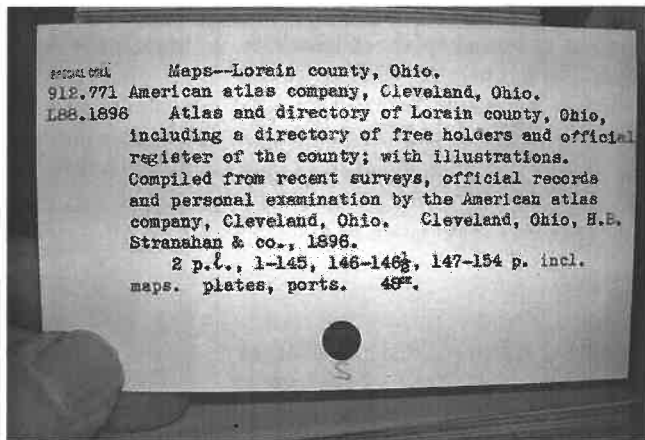 SPECIAL COLL. Maps--Lorain county, Ohio.
912.771 American atlas company, Cleveland, Ohio.
L88.1896 Atlas and directory of Lorain county, Ohio,
including a directory of free holders and official
register of the county; with illustrations.
Compiled from recent surveys, official records
and personal examination by the American atlas
company, Cleveland, Ohio. Cleveland, Ohio, H.B.
Stranahan & co., 1896.
2 p.l., 1-145, 146-146½, 147-154 p. incl.
maps. plates, ports.
S